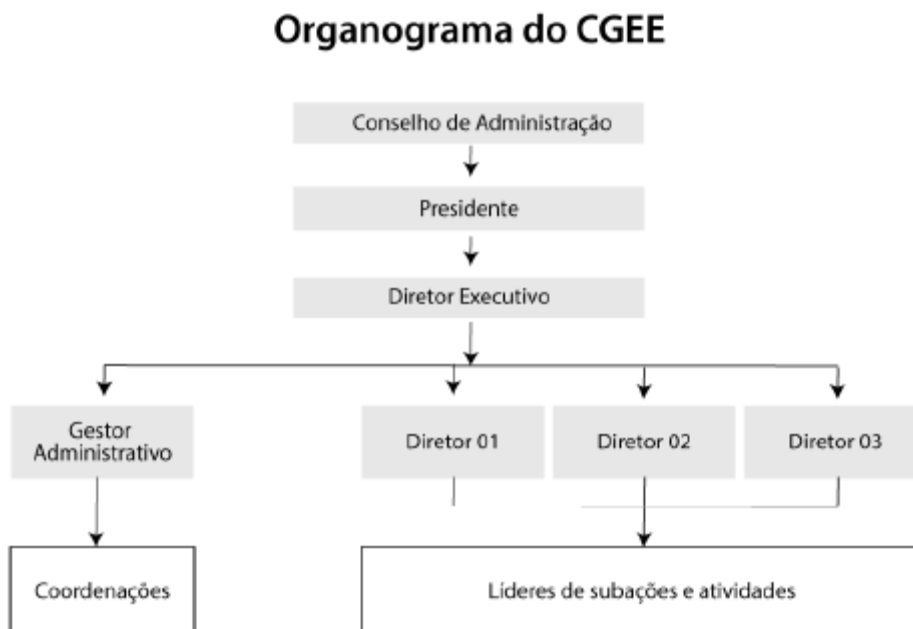 Organograma do CGEE
Conselho de Administração
Presidente
Diretor Executivo
Gestor
Administrativo
Diretor 01
Diretor 02
Diretor 03
Coordenações
Líderes de subações e atividades